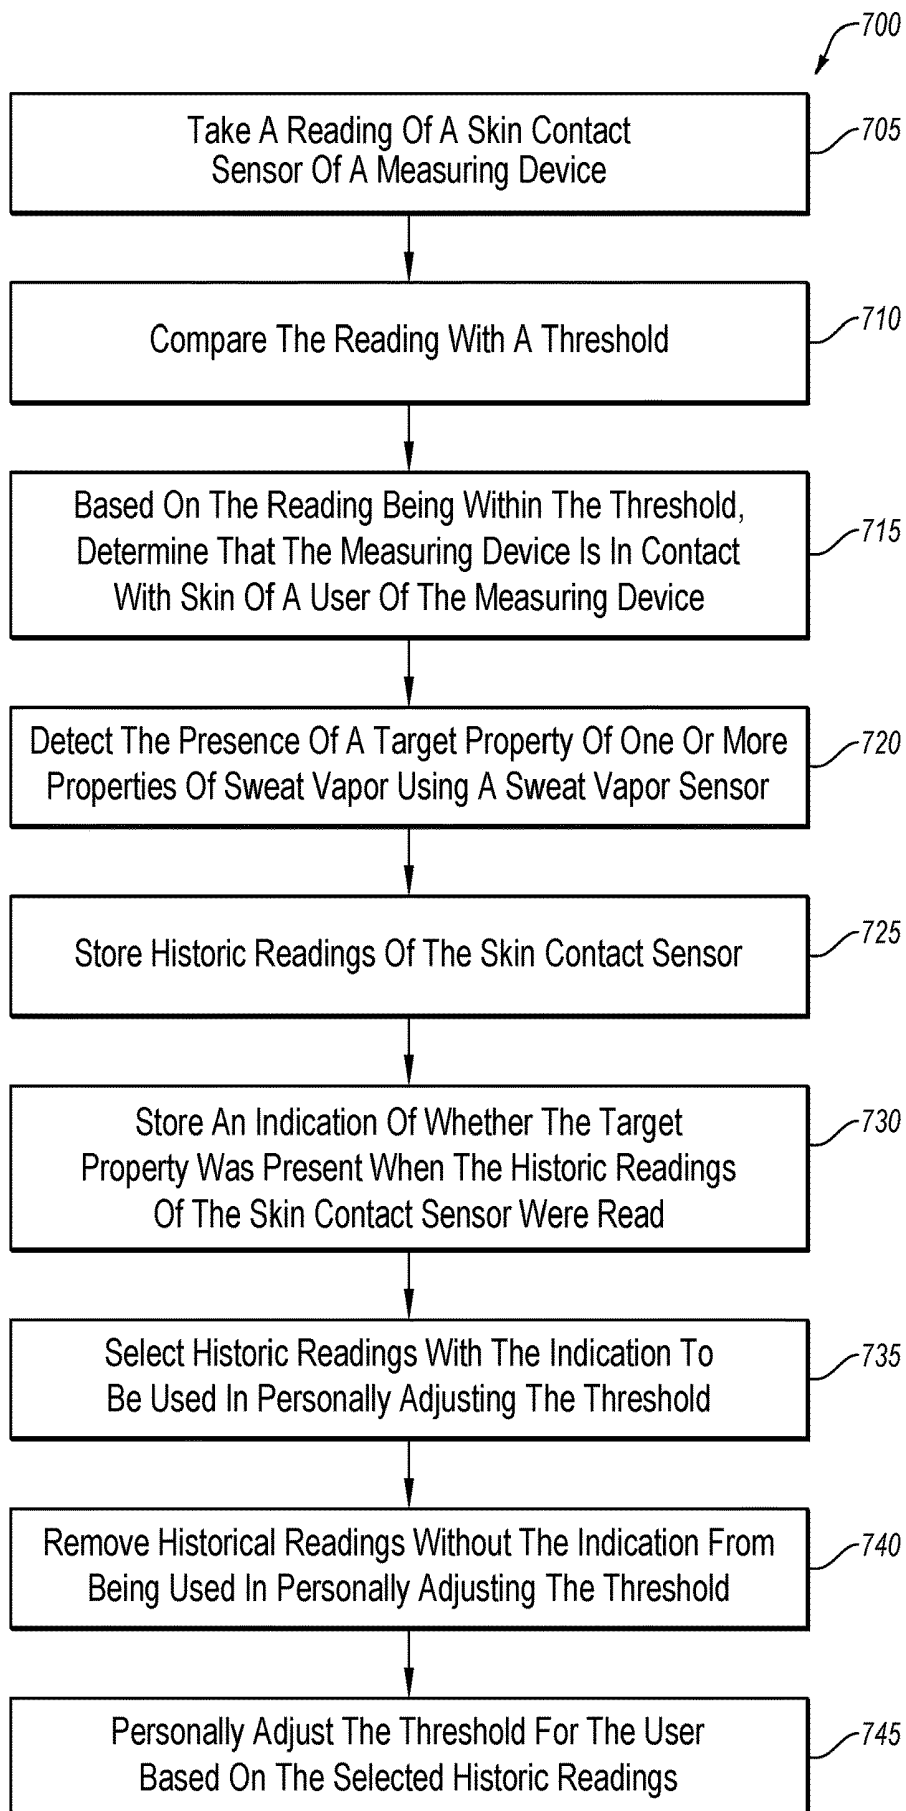 700
Take A Reading Of A Skin Contact
Sensor Of A Measuring Device
705
Compare The Reading With A Threshold
710
Based On The Reading Being Within The Threshold,
Determine That The Measuring Device Is In Contact
With Skin Of A User Of The Measuring Device
715
Detect The Presence Of A Target Property Of One Or More
Properties Of Sweat Vapor Using A Sweat Vapor Sensor
720
Store Historic Readings Of The Skin Contact Sensor
725
Store An Indication Of Whether The Target
Property Was Present When The Historic Readings
Of The Skin Contact Sensor Were Read
730
Select Historic Readings With The Indication To
Be Used In Personally Adjusting The Threshold
735
Remove Historical Readings Without The Indication From
Being Used In Personally Adjusting The Threshold
740
Personally Adjust The Threshold For The User
Based On The Selected Historic Readings
745